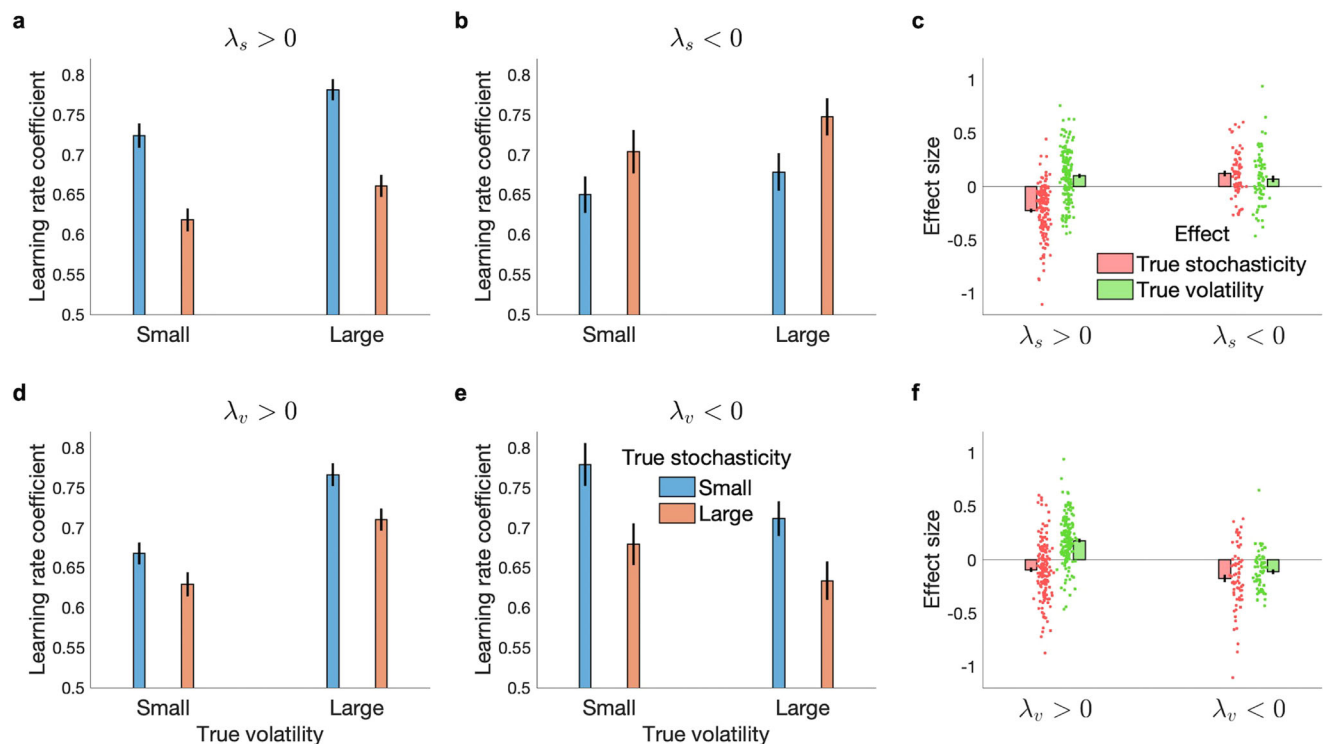 a
λs > 0
Learning rate coefficient
0.8
0.75
0.7
0.65
0.6
0.55
0.5
Small
Large
b
λs < 0
Learning rate coefficient
0.8
0.75
0.7
0.65
0.6
0.55
0.5
Small
Large
c
Effect size
1
0.5
0
-0.5
-1
Effect
True stochasticity
True volatility
λs > 0
λs < 0
d
λv > 0
Learning rate coefficient
0.8
0.75
0.7
0.65
0.6
0.55
0.5
Small
Large
True volatility
e
λv < 0
Learning rate coefficient
0.8
0.75
0.7
0.65
0.6
0.55
0.5
True stochasticity
Small
Large
Small
Large
True volatility
f
Effect size
1
0.5
0
-0.5
-1
λv > 0
λv < 0